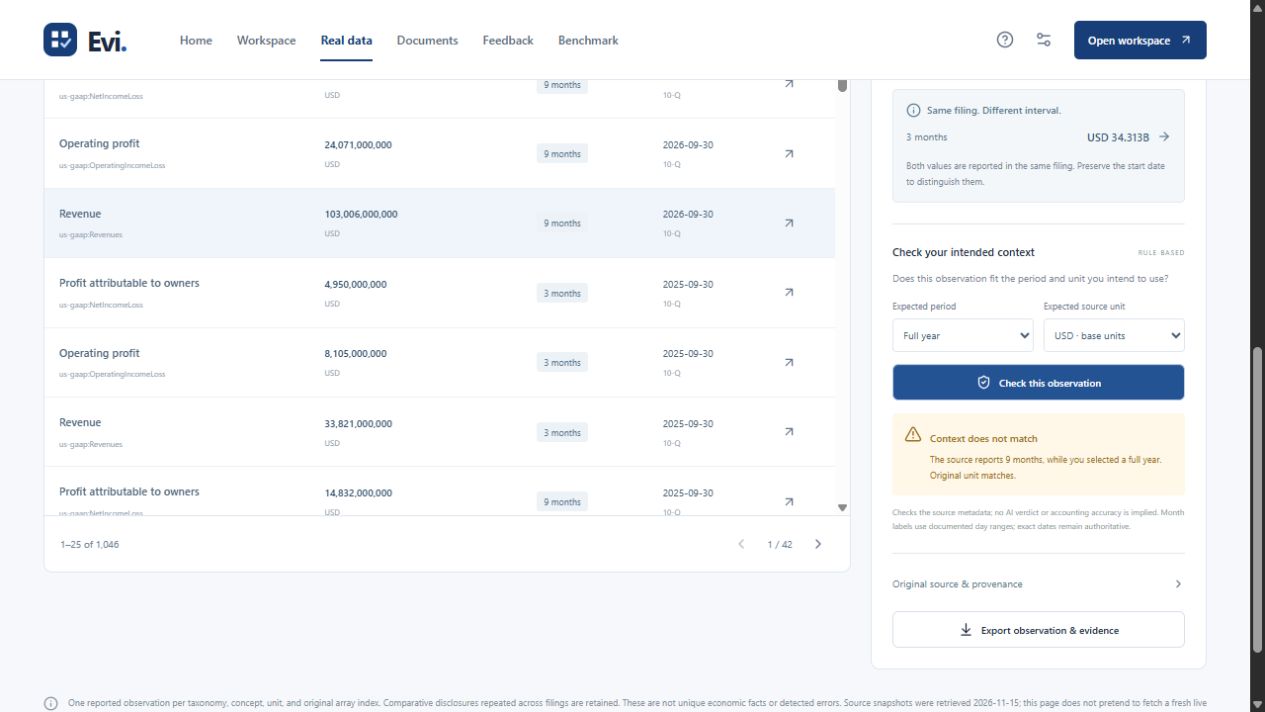 Evi.
Home Workspace Real data Documents Feedback Benchmark
Open workspace
9 months
us-gaap:NetIncomeLoss USD 10-Q
Operating profit 24,071,000,000 9 months 2026-09-30
us-gaap:OperatingIncomeLoss USD 10-Q
Revenue 103,006,000,000 9 months 2026-09-30
us-gaap:Revenues USD 10-Q
Profit attributable to owners 4,950,000,000 3 months 2025-09-30
us-gaap:NetIncomeLoss USD 10-Q
Operating profit 8,105,000,000 3 months 2025-09-30
us-gaap:OperatingIncomeLoss USD 10-Q
Revenue 33,821,000,000 3 months 2025-09-30
us-gaap:Revenues USD 10-Q
Profit attributable to owners 14,832,000,000 9 months 2025-09-30
us-gaap:NetIncomeLoss USD 10-Q
1–25 of 1,046 1 / 42
Same filing. Different interval.
3 months USD 34.313B
Both values are reported in the same filing. Preserve the start date
to distinguish them.
Check your intended context RULE BASED
Does this observation fit the period and unit you intend to use?
Expected period Expected source unit
Full year USD · base units
Check this observation
Context does not match
The source reports 9 months, while you selected a full year.
Original unit matches.
Checks the source metadata; no AI verdict or accounting accuracy is implied. Month
labels use documented day ranges; exact dates remain authoritative.
Original source & provenance
Export observation & evidence
One reported observation per taxonomy, concept, unit, and original array index. Comparative disclosures repeated across filings are retained. These are not unique economic facts or detected errors. Source snapshots were retrieved 2026-11-15; this page does not pretend to fetch a fresh live